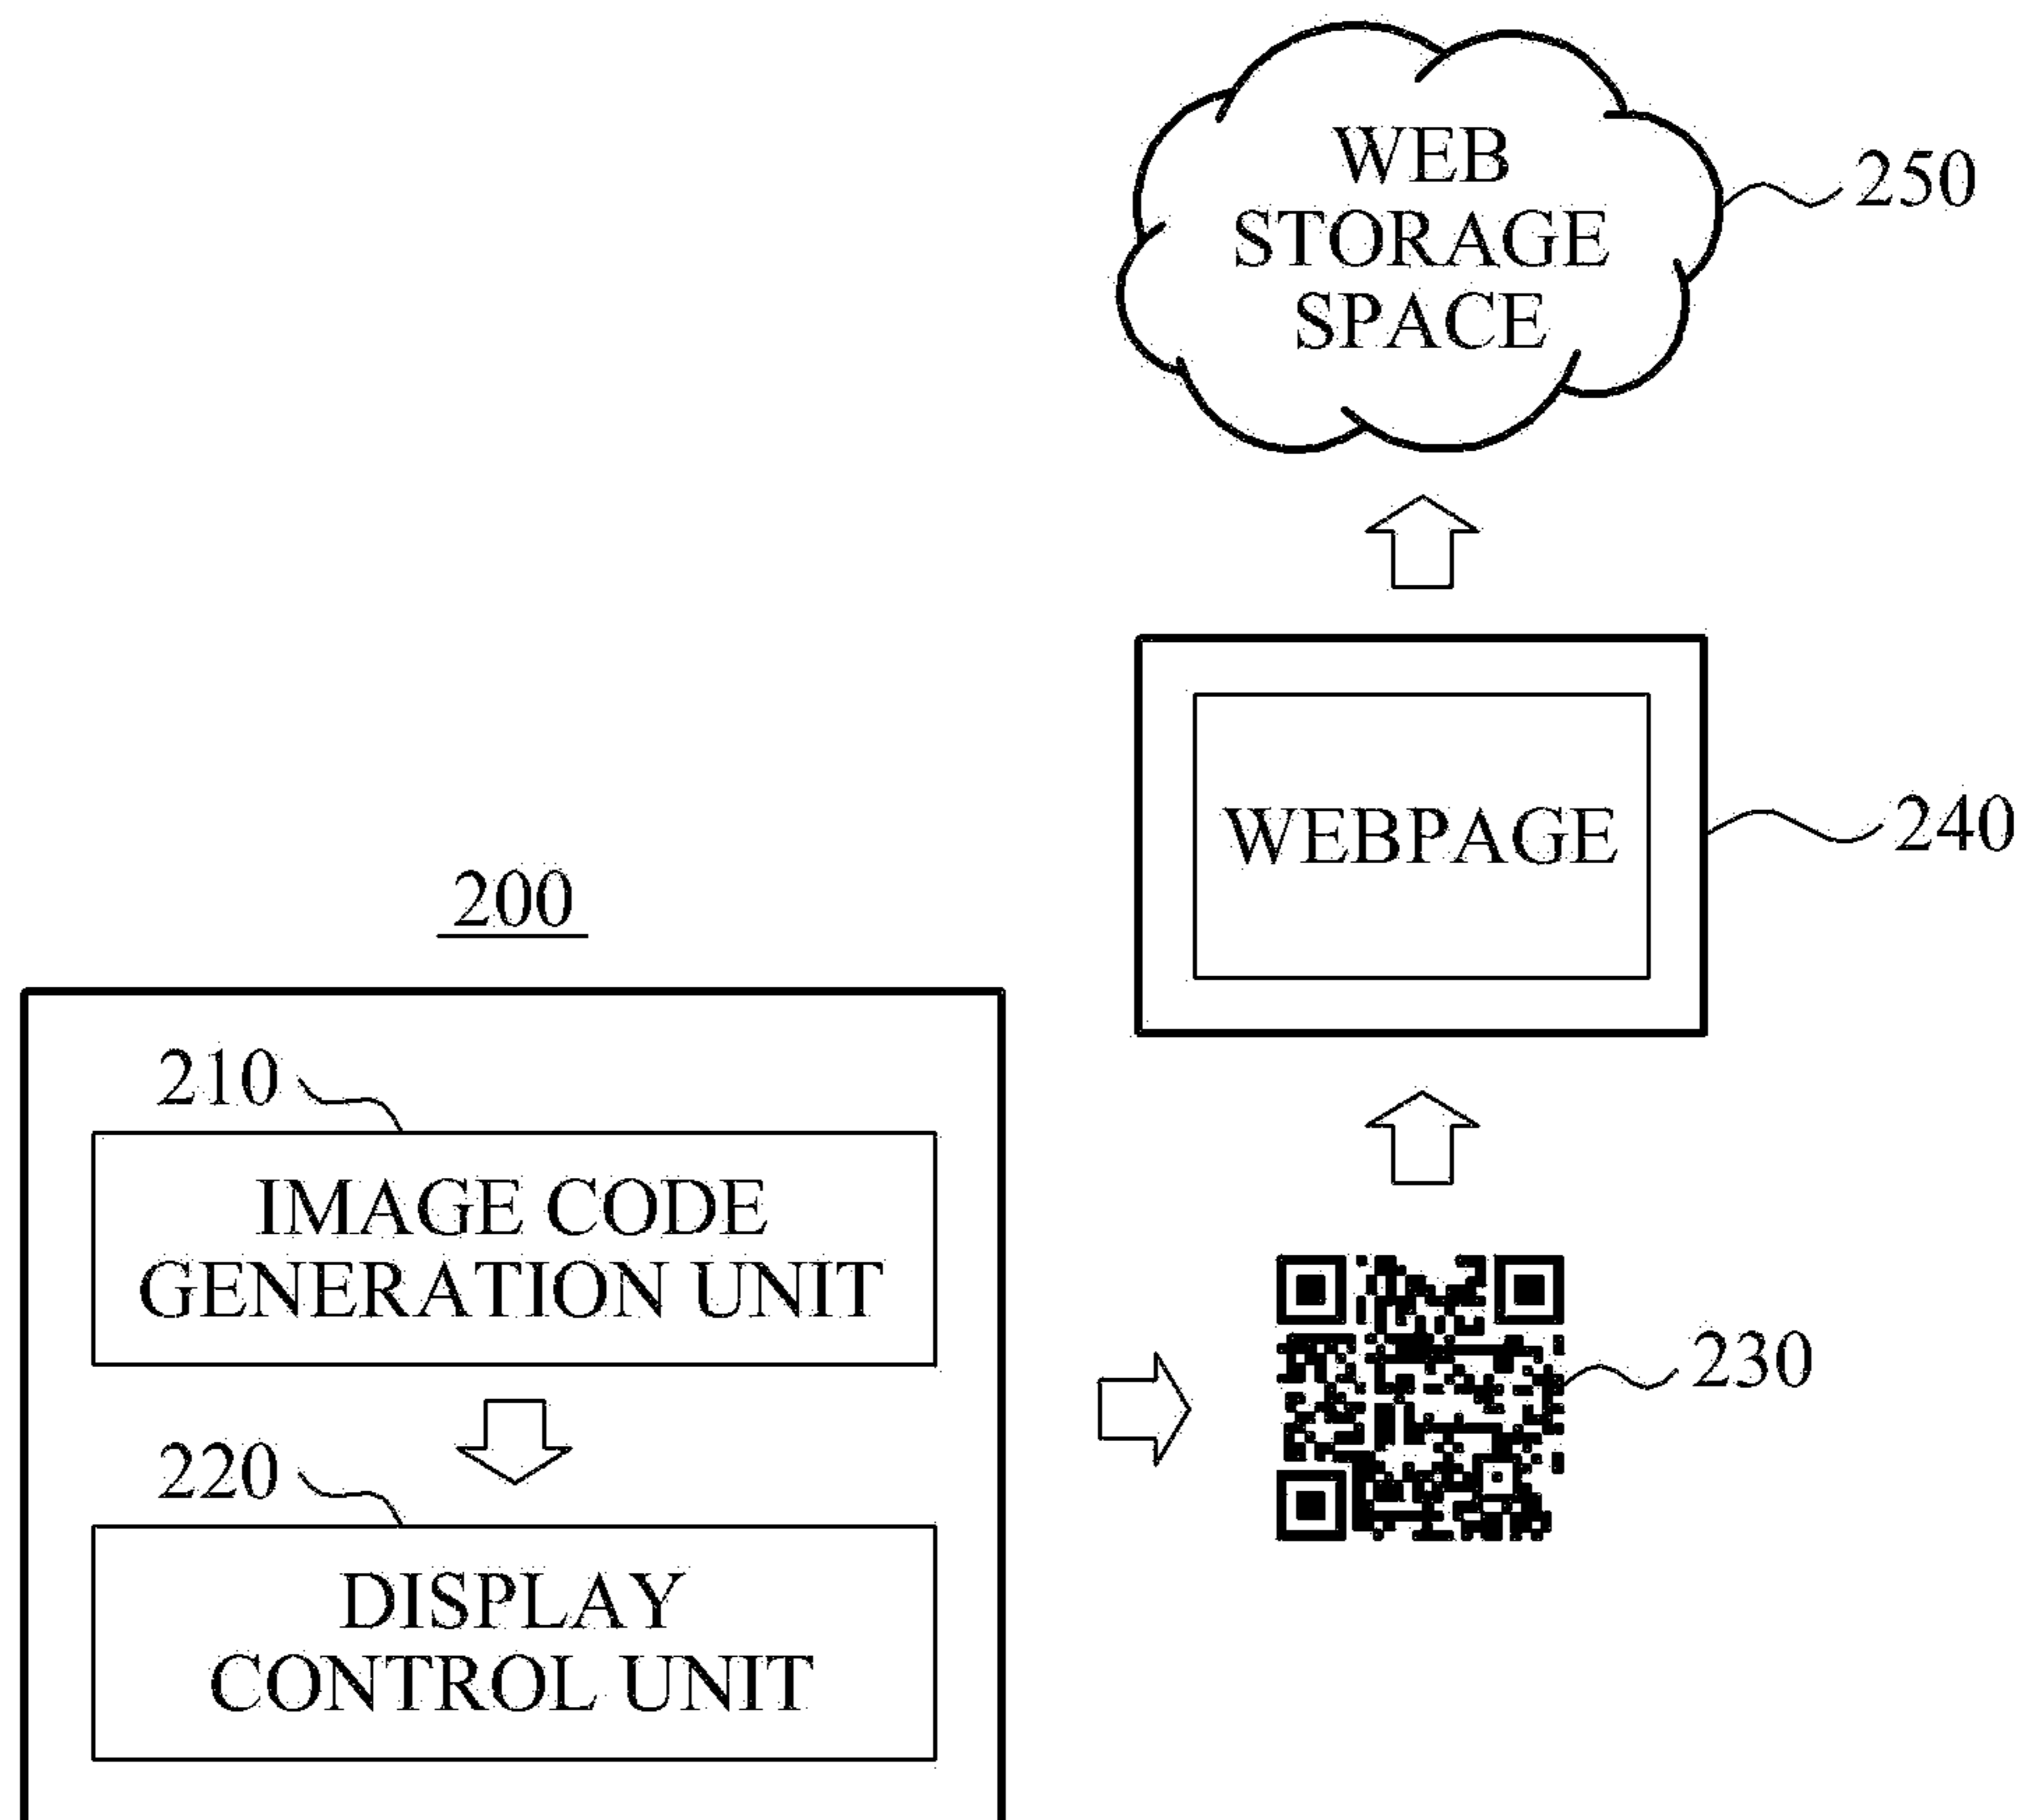 WEB
STORAGE
SPACE
250
WEBPAGE
240
200
210
IMAGE CODE
GENERATION UNIT
220
DISPLAY
CONTROL UNIT
230